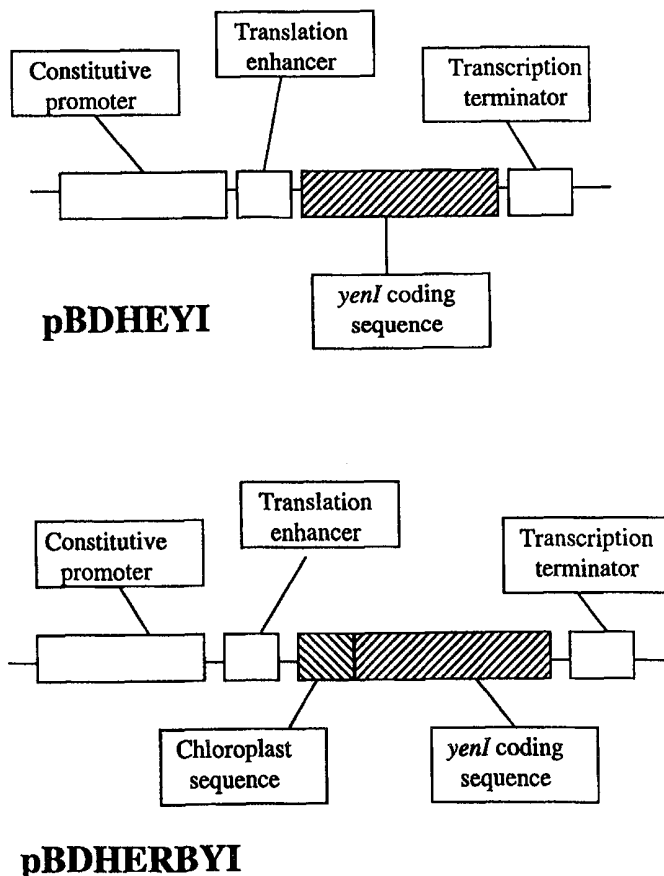 Constitutive
promoter
Translation
enhancer
Transcription
terminator
yenI coding
sequence
pBDHEYI
Constitutive
promoter
Translation
enhancer
Transcription
terminator
Chloroplast
sequence
yenI coding
sequence
pBDHERBYI